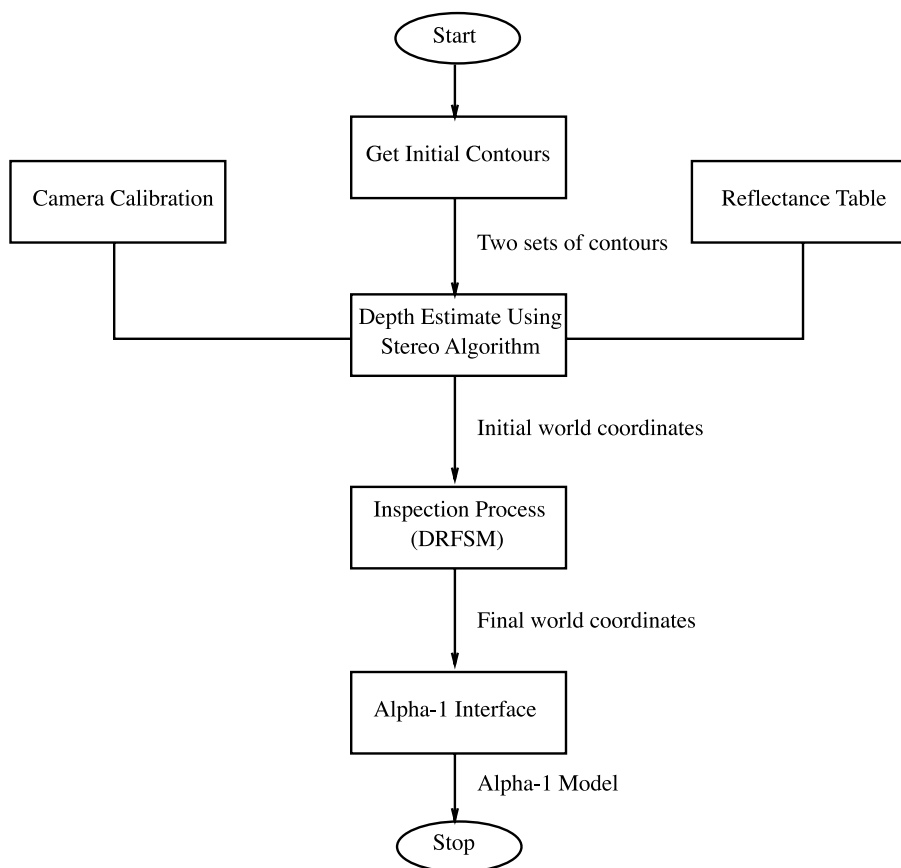 Start
Get Initial Contours
Camera Calibration
Reflectance Table
Two sets of contours
Depth Estimate Using
Stereo Algorithm
Initial world coordinates
Inspection Process
(DRFSM)
Final world coordinates
Alpha-1 Interface
Alpha-1 Model
Stop